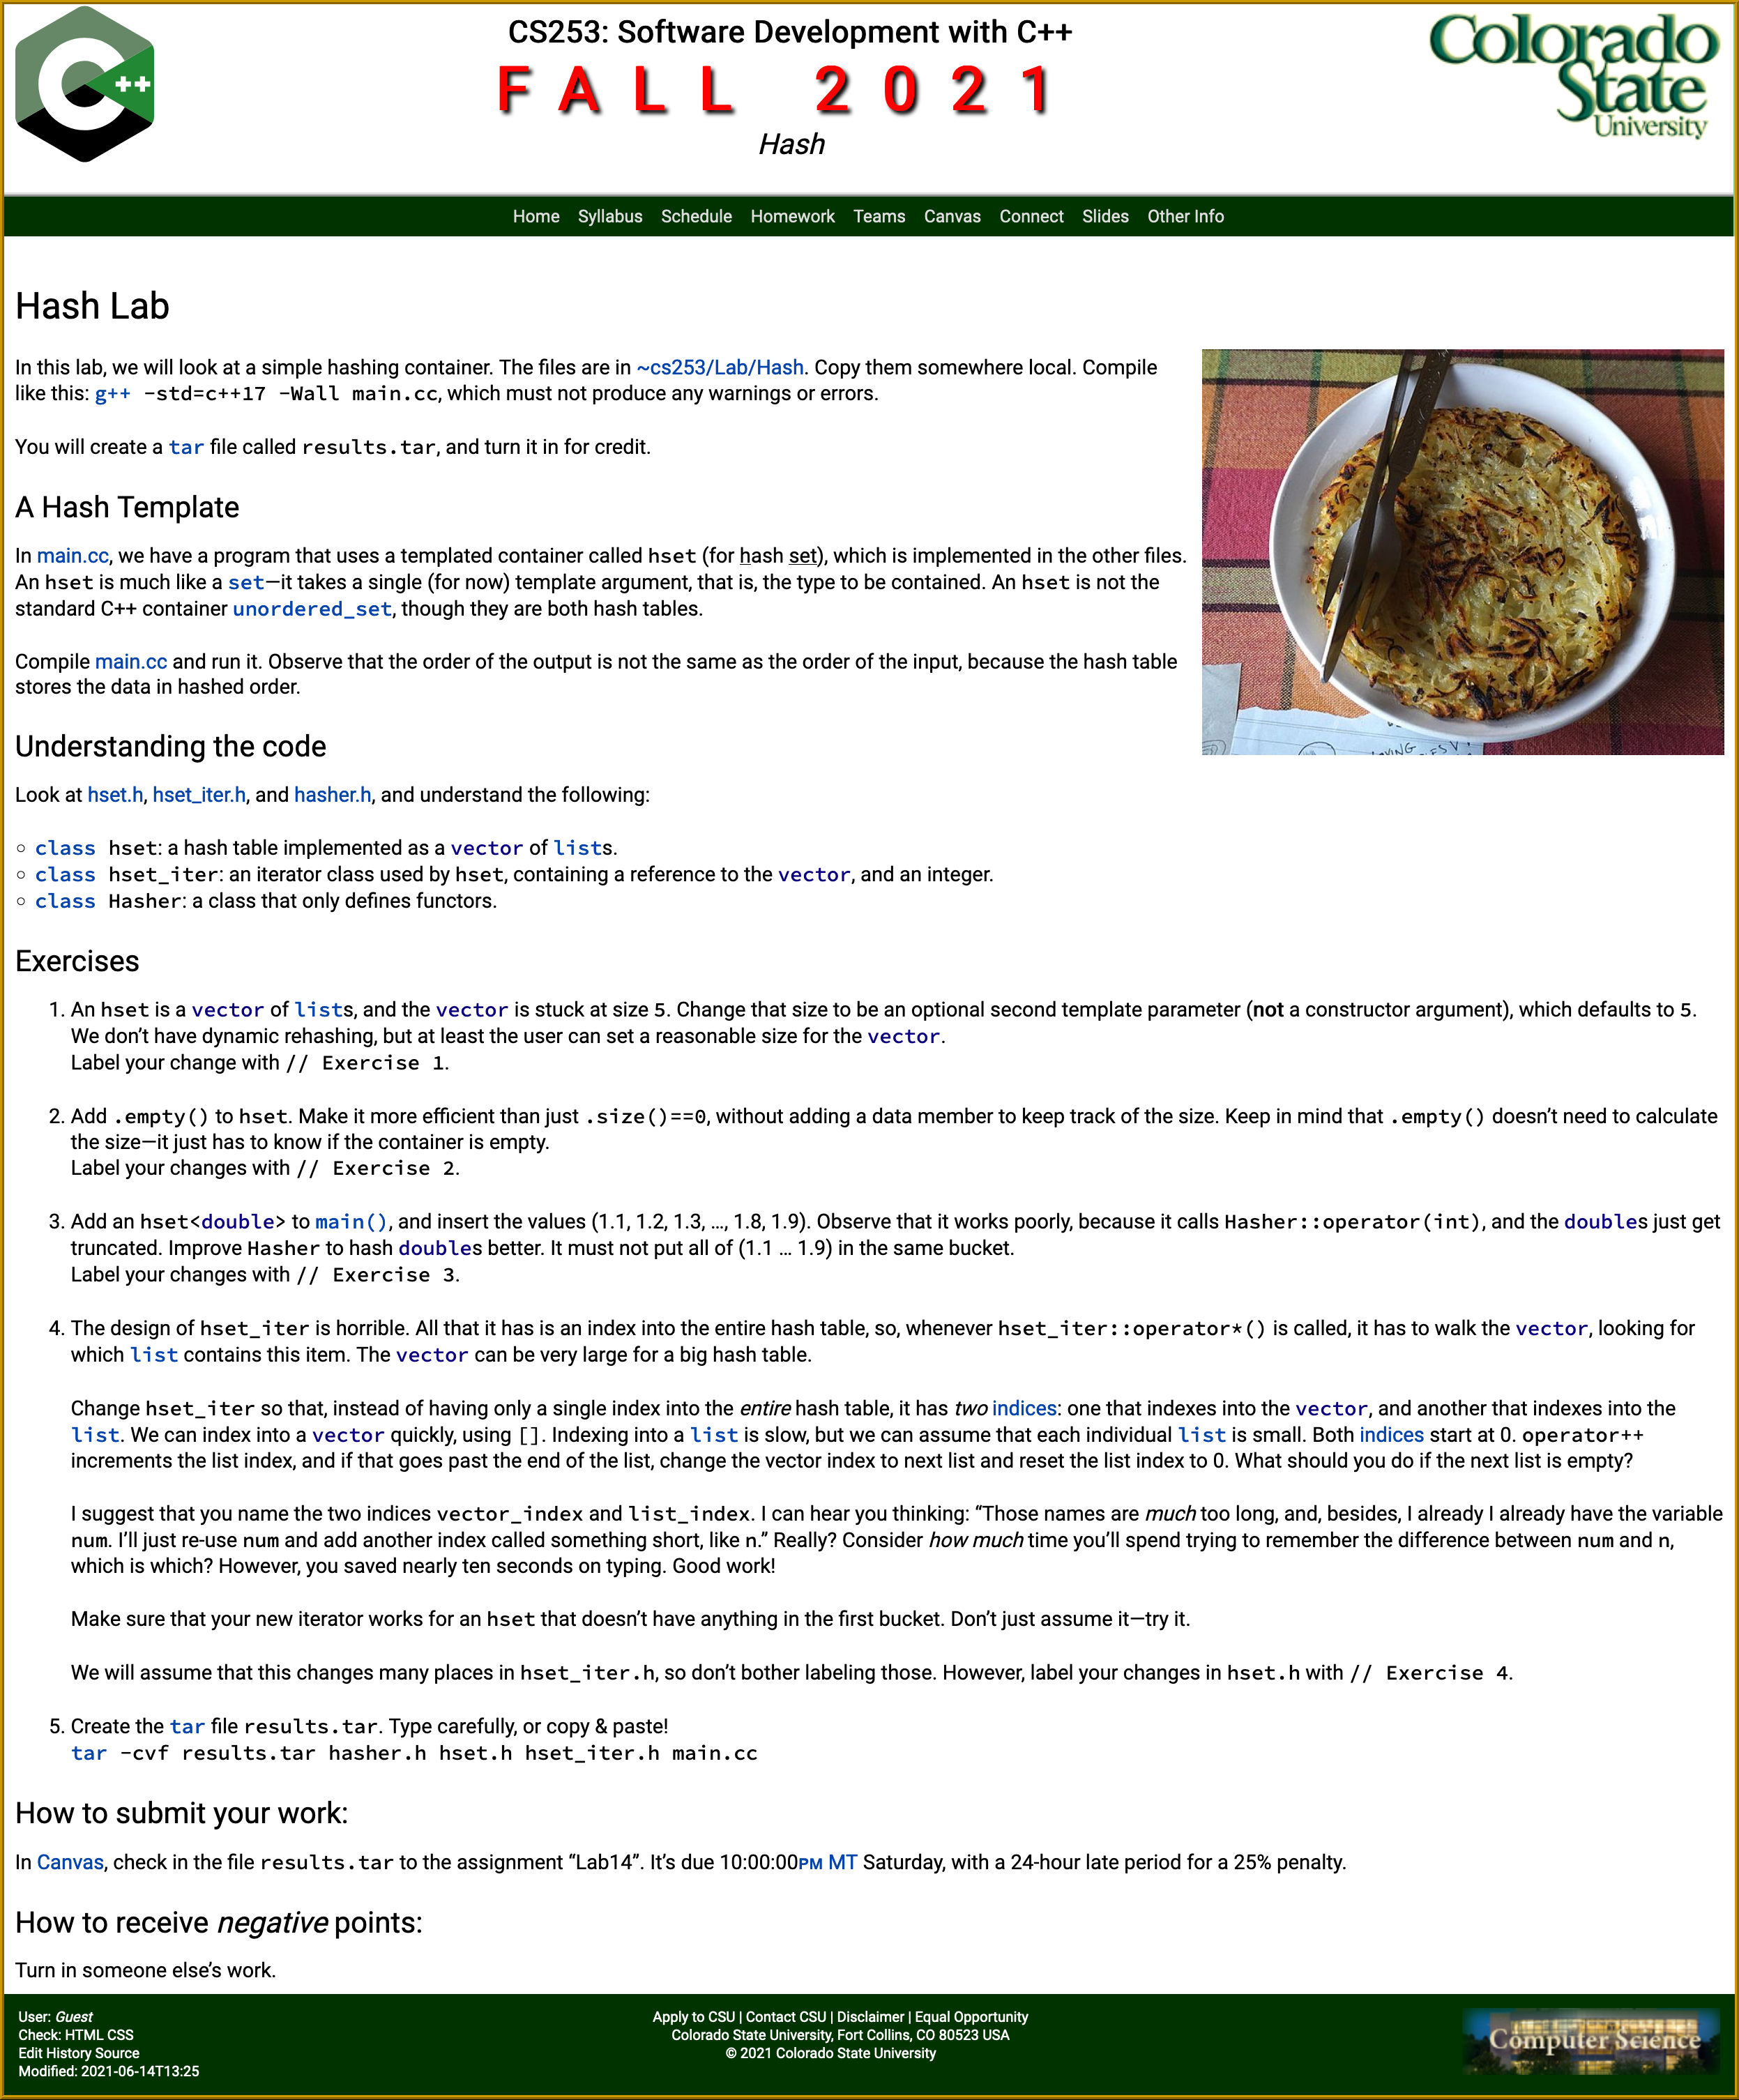 CS253: Software Development with C++
FALL 2021
Hash
++
Colorado
State
University
Home Syllabus Schedule Homework Teams Canvas Connect Slides Other Info
Hash Lab
In this lab, we will look at a simple hashing container. The files are in ~cs253/Lab/Hash. Copy them somewhere local. Compile
like this: g++ -std=c++17 -Wall main.cc, which must not produce any warnings or errors.
You will create a tar file called results.tar, and turn it in for credit.
A Hash Template
In main.cc, we have a program that uses a templated container called hset (for hash set), which is implemented in the other files.
An hset is much like a set—it takes a single (for now) template argument, that is, the type to be contained. An hset is not the
standard C++ container unordered_set, though they are both hash tables.
Compile main.cc and run it. Observe that the order of the output is not the same as the order of the input, because the hash table
stores the data in hashed order.
Understanding the code
Look at hset.h, hset_iter.h, and hasher.h, and understand the following:
◦ class hset: a hash table implemented as a vector of lists.
◦ class hset_iter: an iterator class used by hset, containing a reference to the vector, and an integer.
◦ class Hasher: a class that only defines functors.
Exercises
1. An hset is a vector of lists, and the vector is stuck at size 5. Change that size to be an optional second template parameter (not a constructor argument), which defaults to 5.
We don’t have dynamic rehashing, but at least the user can set a reasonable size for the vector.
Label your change with // Exercise 1.
2. Add .empty() to hset. Make it more efficient than just .size()==0, without adding a data member to keep track of the size. Keep in mind that .empty() doesn’t need to calculate
the size—it just has to know if the container is empty.
Label your changes with // Exercise 2.
3. Add an hset<double> to main(), and insert the values (1.1, 1.2, 1.3, …, 1.8, 1.9). Observe that it works poorly, because it calls Hasher::operator(int), and the doubles just get
truncated. Improve Hasher to hash doubles better. It must not put all of (1.1 … 1.9) in the same bucket.
Label your changes with // Exercise 3.
4. The design of hset_iter is horrible. All that it has is an index into the entire hash table, so, whenever hset_iter::operator*() is called, it has to walk the vector, looking for
which list contains this item. The vector can be very large for a big hash table.
Change hset_iter so that, instead of having only a single index into the entire hash table, it has two indices: one that indexes into the vector, and another that indexes into the
list. We can index into a vector quickly, using []. Indexing into a list is slow, but we can assume that each individual list is small. Both indices start at 0. operator++
increments the list index, and if that goes past the end of the list, change the vector index to next list and reset the list index to 0. What should you do if the next list is empty?
I suggest that you name the two indices vector_index and list_index. I can hear you thinking: “Those names are much too long, and, besides, I already I already have the variable
num. I’ll just re-use num and add another index called something short, like n.” Really? Consider how much time you’ll spend trying to remember the difference between num and n,
which is which? However, you saved nearly ten seconds on typing. Good work!
Make sure that your new iterator works for an hset that doesn’t have anything in the first bucket. Don’t just assume it—try it.
We will assume that this changes many places in hset_iter.h, so don’t bother labeling those. However, label your changes in hset.h with // Exercise 4.
5. Create the tar file results.tar. Type carefully, or copy & paste!
tar -cvf results.tar hasher.h hset.h hset_iter.h main.cc
How to submit your work:
In Canvas, check in the file results.tar to the assignment “Lab14”. It’s due 10:00:00PM MT Saturday, with a 24-hour late period for a 25% penalty.
How to receive negative points:
Turn in someone else’s work.
User: Guest
Check: HTML CSS
Edit History Source
Modified: 2021-06-14T13:25
Apply to CSU | Contact CSU | Disclaimer | Equal Opportunity
Colorado State University, Fort Collins, CO 80523 USA
© 2021 Colorado State University
Computer Science